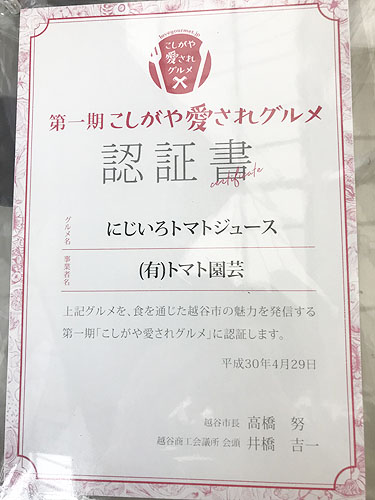 lovegourmet.jp
こしがや
愛され
グルメ
第一期こしがや愛されグルメ
認証書
certificate
グルメ名
にじいろトマトジュース
事業者名
(有)トマト園芸
上記グルメを、食を通じた越谷市の魅力を発信する
第一期「こしがや愛されグルメ」に認証します。
平成30年4月29日
越谷市長 高橋 努
越谷商工会議所 会頭 井橋 吉一